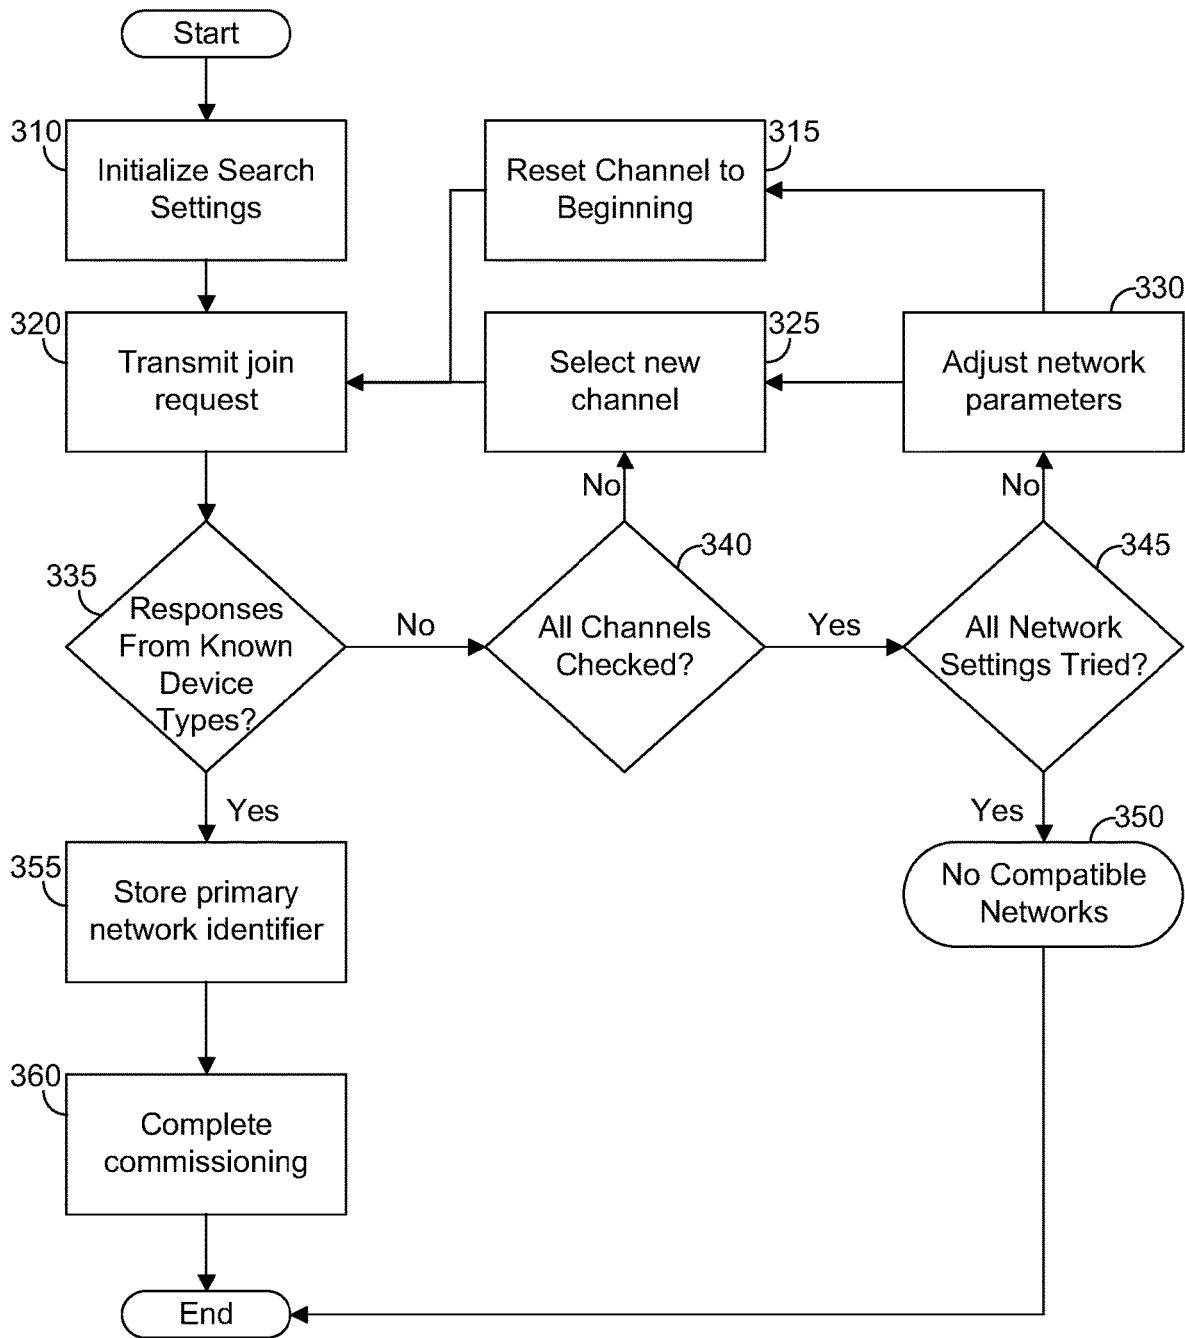 Start
310
Initialize Search
Settings
315
Reset Channel to
Beginning
320
Transmit join
request
325
Select new
channel
330
Adjust network
parameters
No
No
335
Responses
From Known
Device
Types?
No
340
All Channels
Checked?
Yes
345
All Network
Settings Tried?
Yes
Yes
350
No Compatible
Networks
355
Store primary
network identifier
360
Complete
commissioning
End